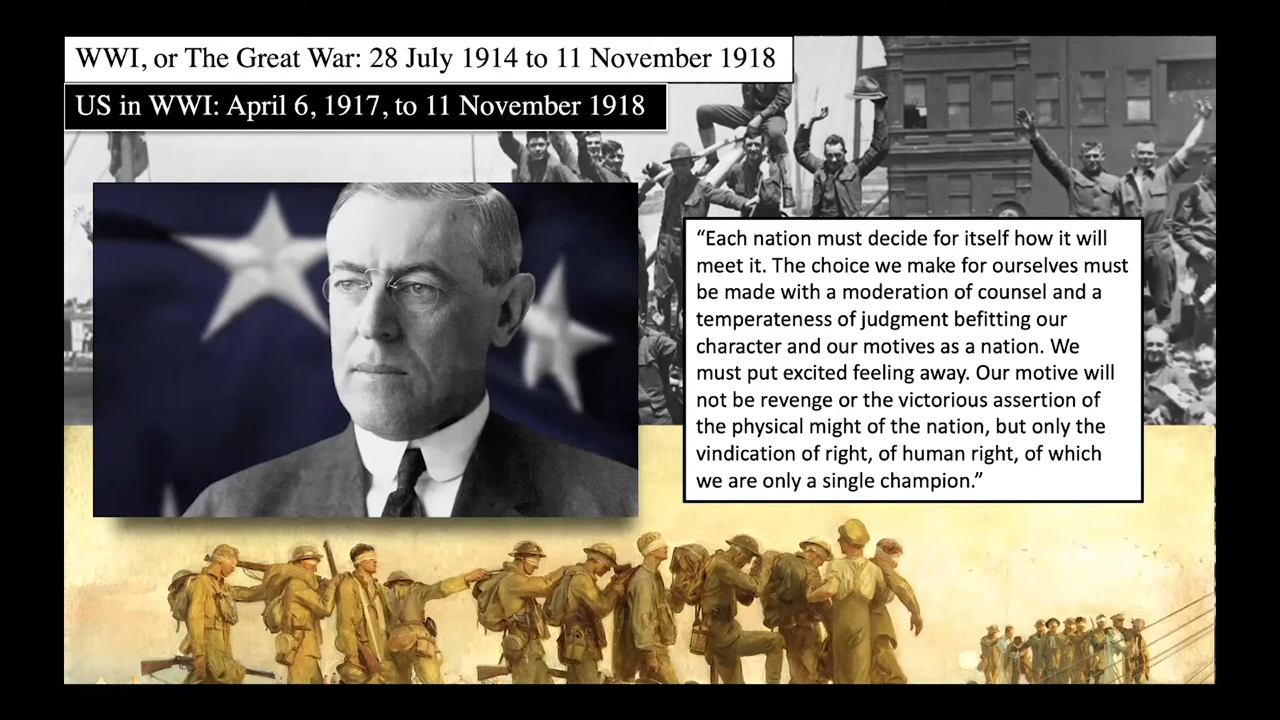 WWI, or The Great War: 28 July 1914 to 11 November 1918
US in WWI: April 6, 1917, to 11 November 1918
“Each nation must decide for itself how it will
meet it. The choice we make for ourselves must
be made with a moderation of counsel and a
temperateness of judgment befitting our
character and our motives as a nation. We
must put excited feeling away. Our motive will
not be revenge or the victorious assertion of
the physical might of the nation, but only the
vindication of right, of human right, of which
we are only a single champion.”